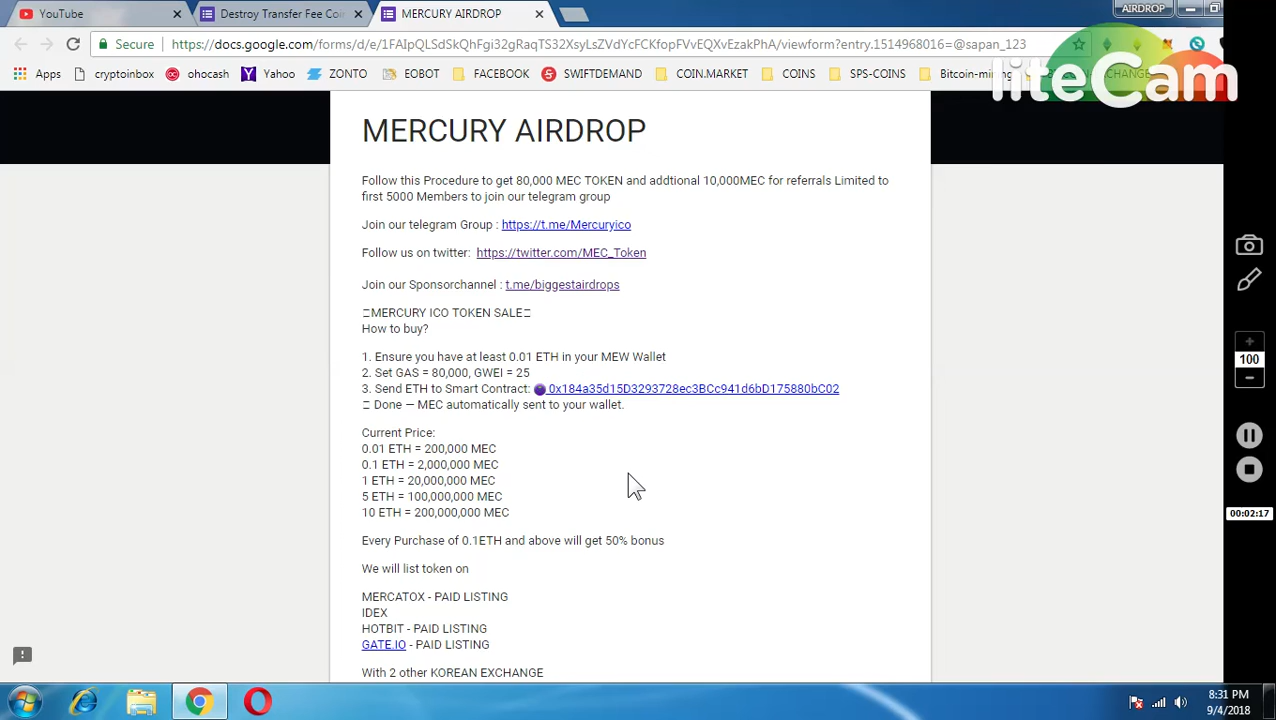 YouTube
Destroy Transfer Fee Con
MERCURY AIRDROP
AIRDROP
Secure
https://docs.google.com/forms/d/e/1FAIpQLSdSkQhFgi32gDRqTS32XsyLsZVdYcFCKfopFVvEQXvEzakPhA/viewform?entry.1514968016=@sapan_123
Apps
cryptoinbox
ohocash
Yahoo
ZONTO
EOBOT
FACEBOOK
SWIFTDEMAND
COIN.MARKET
COINS
SPS-COINS
Bitcoin-mining
liteCam
MERCURY AIRDROP
Follow this Procedure to get 80,000 MEC TOKEN and addtional 10,000MEC for referrals Limited to
first 5000 Members to join our telegram group
Join our telegram Group : https://t.me/Mercuryico
Follow us on twitter: https://twitter.com/MEC_Token
Join our Sponsorchannel : t.me/biggestairdrops
MERCURY ICO TOKEN SALE
How to buy?
1. Ensure you have at least 0.01 ETH in your MEW Wallet
2. Set GAS = 80,000, GWEI = 25
3. Send ETH to Smart Contract: 0x184a35d15D3293728ec3BCc941d6bD175880bC02
Done — MEC automatically sent to your wallet.
Current Price:
0.01 ETH = 200,000 MEC
0.1 ETH = 2,000,000 MEC
1 ETH = 20,000,000 MEC
5 ETH = 100,000,000 MEC
10 ETH = 200,000,000 MEC
Every Purchase of 0.1ETH and above will get 50% bonus
We will list token on
MERCATOX - PAID LISTING
IDEX
HOTBIT - PAID LISTING
GATE.IO - PAID LISTING
With 2 other KOREAN EXCHANGE
100
00:02:17
8:31 PM
9/4/2018